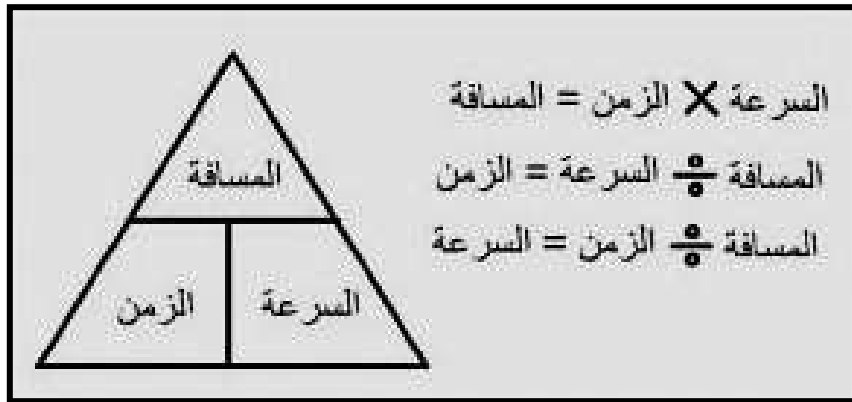 السرعة × الزمن = المسافة
المسافة ÷ السرعة = الزمن
المسافة ÷ الزمن = السرعة
المسافة
السرعة
الزمن